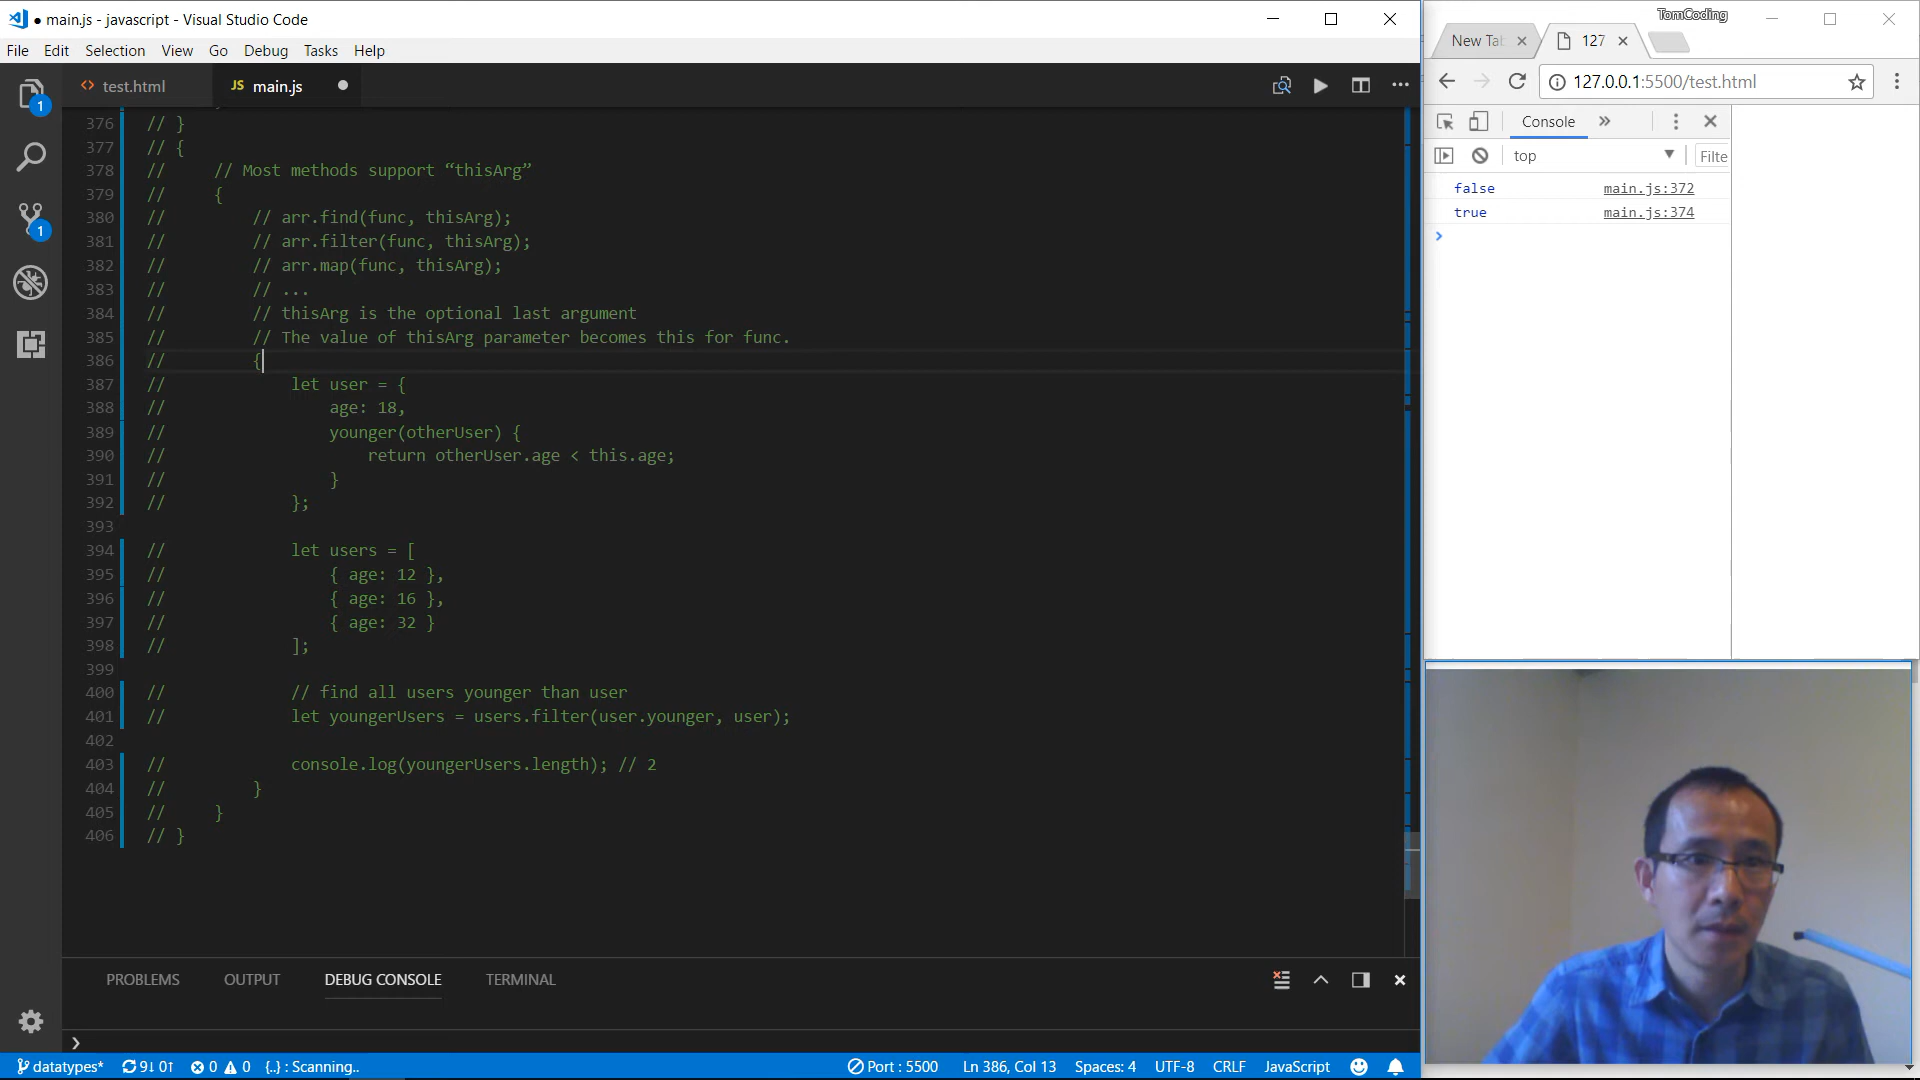 ● main.js - javascript - Visual Studio Code
File Edit Selection View Go Debug Tasks Help
1
1
test.html
JS main.js
376 // }
377 // {
378 //     // Most methods support “thisArg”
379 //     {
380 //         // arr.find(func, thisArg);
381 //         // arr.filter(func, thisArg);
382 //         // arr.map(func, thisArg);
383 //         // ...
384 //         // thisArg is the optional last argument
385 //         // The value of thisArg parameter becomes this for func.
386 //         {
387 //             let user = {
388 //                 age: 18,
389 //                 younger(otherUser) {
390 //                     return otherUser.age < this.age;
391 //                 }
392 //             };
393
394 //             let users = [
395 //                 { age: 12 },
396 //                 { age: 16 },
397 //                 { age: 32 }
398 //             ];
399
400 //             // find all users younger than user
401 //             let youngerUsers = users.filter(user.younger, user);
402
403 //             console.log(youngerUsers.length); // 2
404 //         }
405 //     }
406 // }
PROBLEMS OUTPUT DEBUG CONSOLE TERMINAL
datatypes* 9↓ 0↑ 0 0 {..} : Scanning.. Port : 5500 Ln 386, Col 13 Spaces: 4 UTF-8 CRLF JavaScript
TomCoding
New Tab 127
127.0.0.1:5500/test.html
Console »
top Filte
false main.js:372
true main.js:374